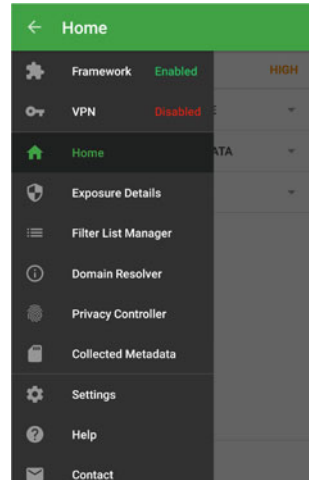 Home
Framework Enabled HIGH
VPN Disabled
Home ATA
Exposure Details
Filter List Manager
Domain Resolver
Privacy Controller
Collected Metadata
Settings
Help
Contact